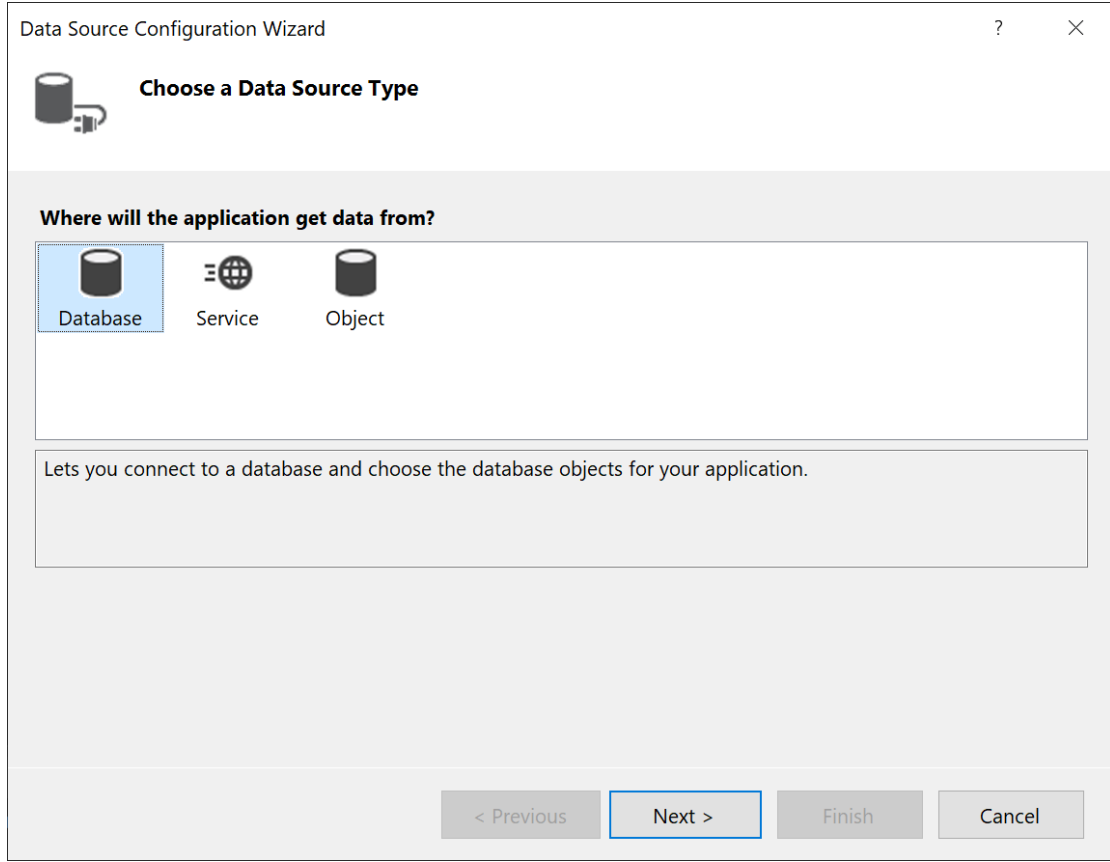 Data Source Configuration Wizard
?
Choose a Data Source Type
Where will the application get data from?
Database Service Object
Lets you connect to a database and choose the database objects for your application.
< Previous Next > Finish Cancel